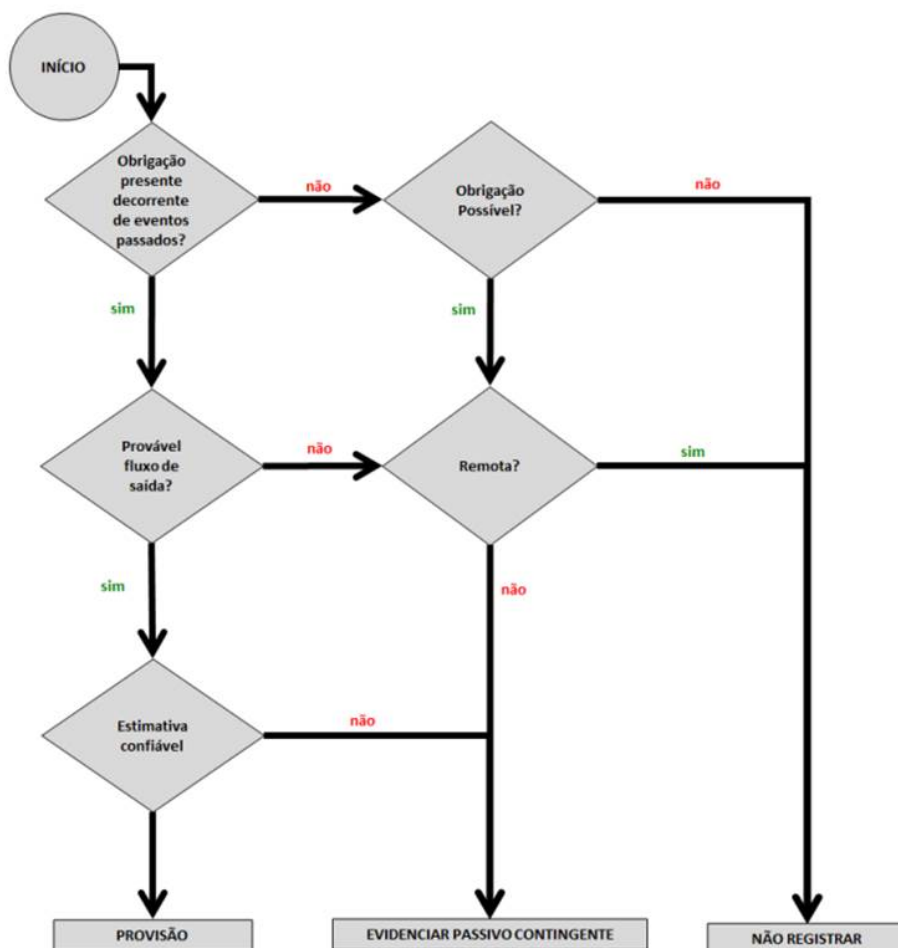 INÍCIO
Obrigação
presente
decorrente
de eventos
passados?
não
Obrigação
Possível?
não
sim
sim
Provável
fluxo de
saída?
não
Remota?
sim
sim
não
Estimativa
confiável
não
PROVISÃO
EVIDENCIAR PASSIVO CONTINGENTE
NÃO REGISTRAR